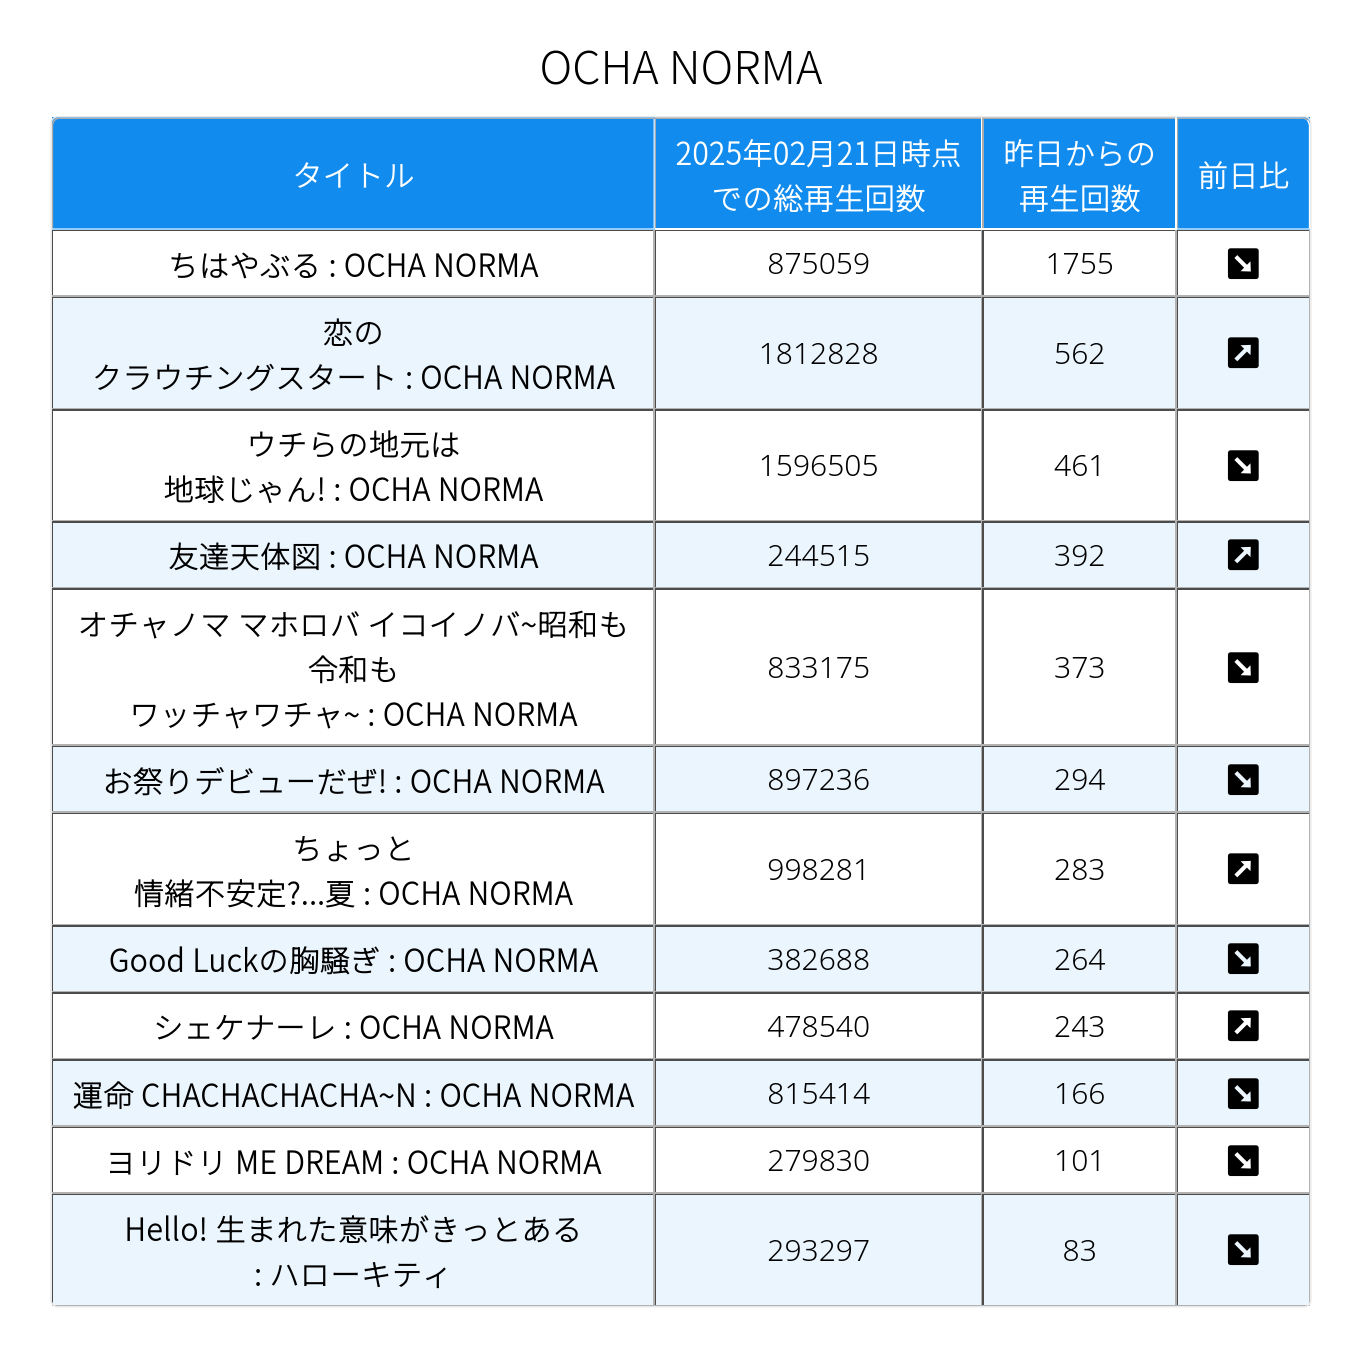 OCHA NORMA
タイトル
2025年02月21日時点
での総再生回数
昨日からの
再生回数
前日比
ちはやぶる : OCHA NORMA
875059
1755
恋の
クラウチングスタート : OCHA NORMA
1812828
562
ウチらの地元は
地球じゃん! : OCHA NORMA
1596505
461
友達天体図 : OCHA NORMA
244515
392
オチャノマ マホロバ イコイノバ~昭和も
令和も
ワッチャワチャ~ : OCHA NORMA
833175
373
お祭りデビューだぜ! : OCHA NORMA
897236
294
ちょっと
情緒不安定?...夏 : OCHA NORMA
998281
283
Good Luckの胸騒ぎ : OCHA NORMA
382688
264
シェケナーレ : OCHA NORMA
478540
243
運命 CHACHACHACHA~N : OCHA NORMA
815414
166
ヨリドリ ME DREAM : OCHA NORMA
279830
101
Hello! 生まれた意味がきっとある
: ハローキティ
293297
83